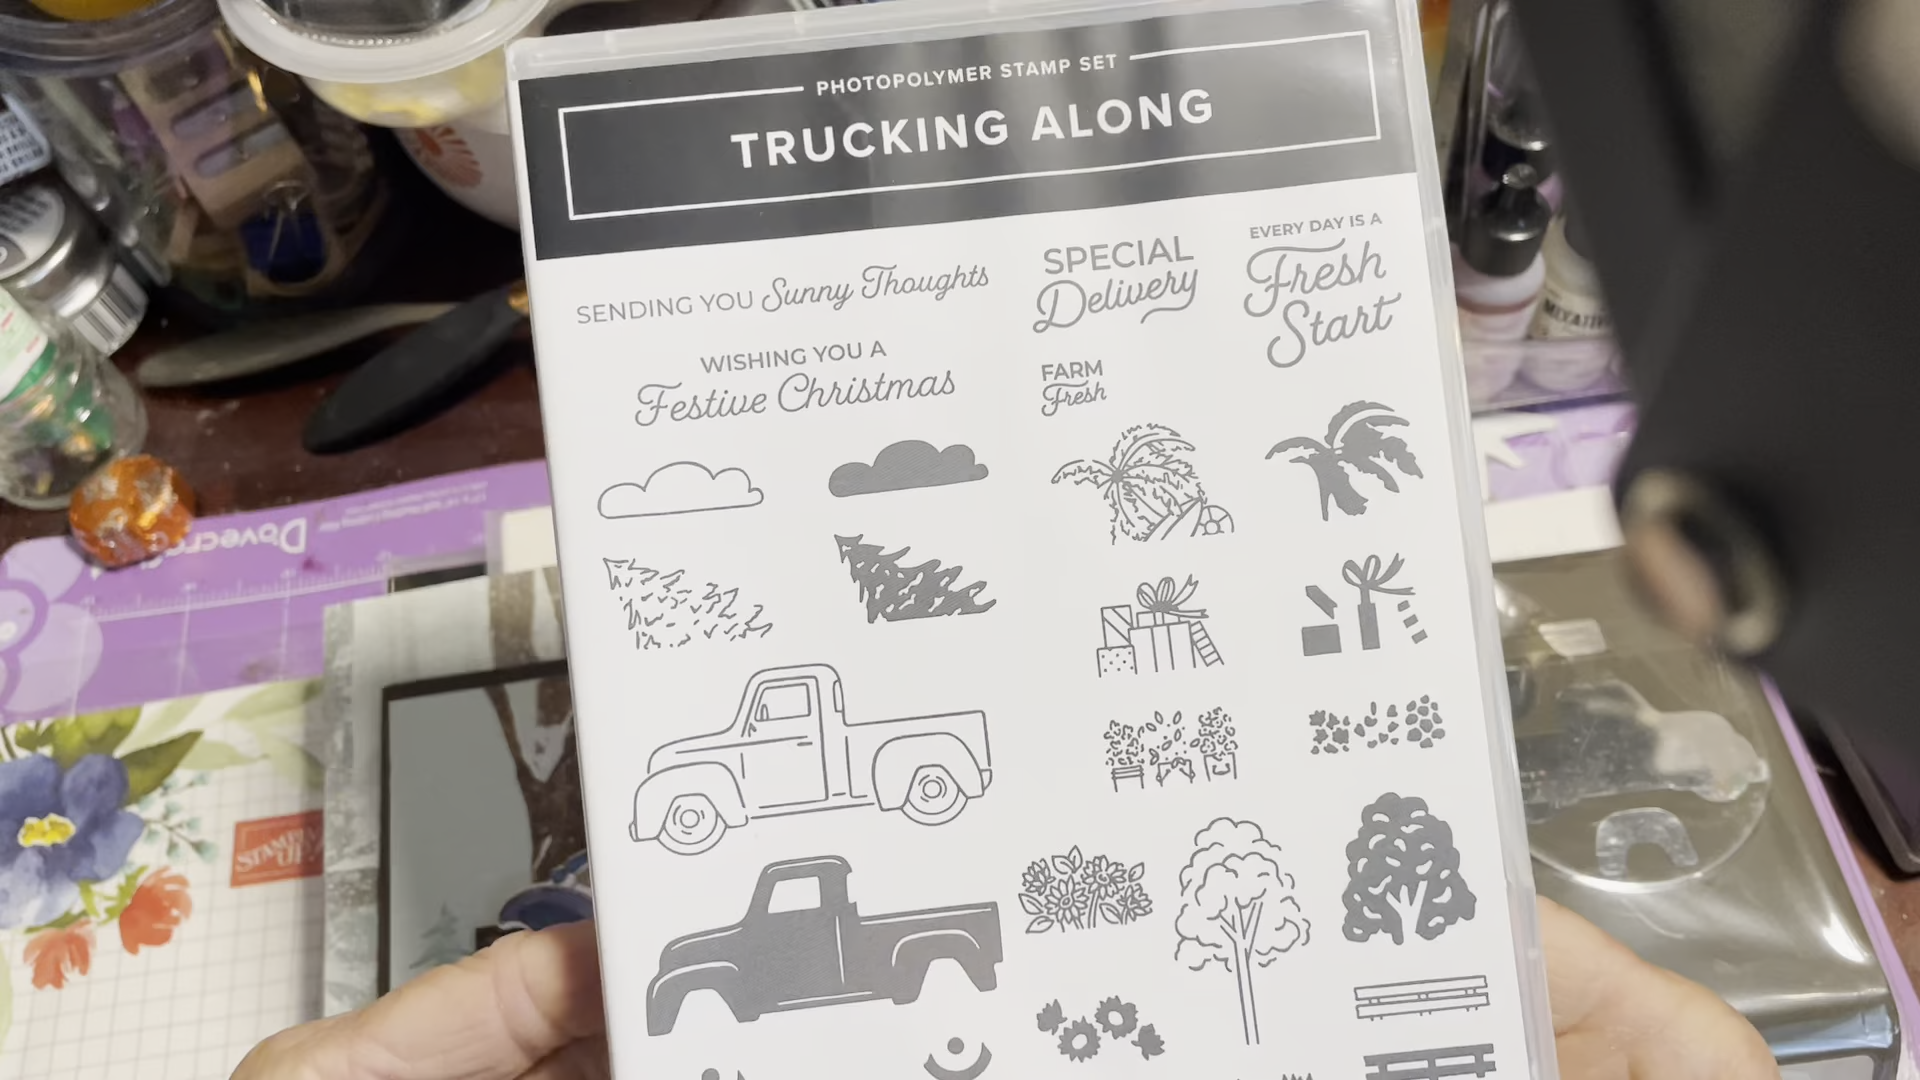 PHOTOPOLYMER STAMP SET
TRUCKING ALONG
SENDING YOU Sunny Thoughts
SPECIAL
Delivery
EVERY DAY IS A
Fresh
Start
WISHING YOU A
Festive Christmas
FARM
Fresh
STAMPIN'
UP!